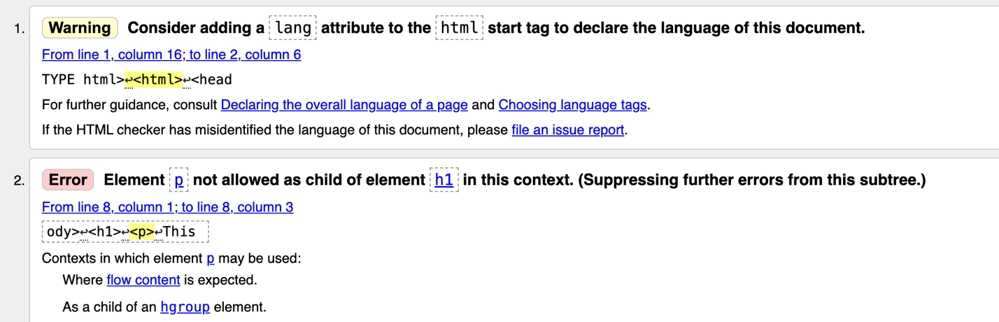 1. Warning Consider adding a lang attribute to the html start tag to declare the language of this document.
From line 1, column 16; to line 2, column 6
TYPE html>↩<html>↩<head
For further guidance, consult Declaring the overall language of a page and Choosing language tags.
If the HTML checker has misidentified the language of this document, please file an issue report.
2. Error Element p not allowed as child of element h1 in this context. (Suppressing further errors from this subtree.)
From line 8, column 1; to line 8, column 3
ody>↩<h1>↩<p>↩This
Contexts in which element p may be used:
Where flow content is expected.
As a child of an hgroup element.